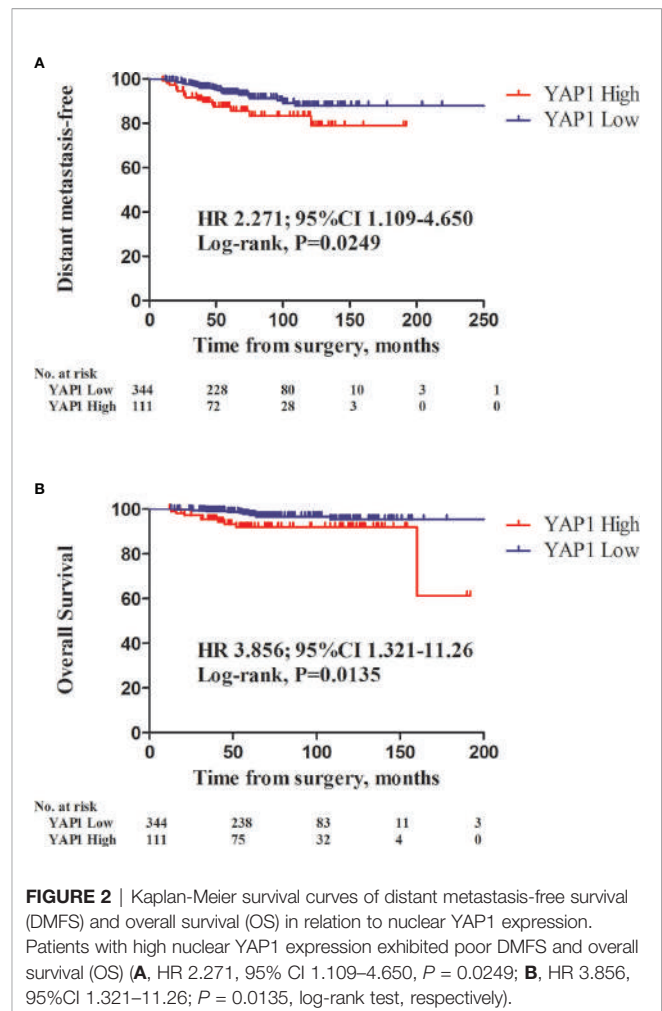 A
100
80
60
40
20
0
Distant metastasis-free
YAP1 High
YAP1 Low
HR 2.271; 95%CI 1.109-4.650
Log-rank, P=0.0249
0 50 100 150 200 250
Time from surgery, months
No. at risk
YAP1 Low 344 228 80 10 3 1
YAP1 High 111 72 28 3 0 0
B
100
80
60
40
20
0
Overall Survival
YAP1 High
YAP1 Low
HR 3.856; 95%CI 1.321-11.26
Log-rank, P=0.0135
0 50 100 150 200
Time from surgery, months
No. at risk
YAP1 Low 344 238 83 11 3
YAP1 High 111 75 32 4 0
FIGURE 2 | Kaplan-Meier survival curves of distant metastasis-free survival
(DMFS) and overall survival (OS) in relation to nuclear YAP1 expression.
Patients with high nuclear YAP1 expression exhibited poor DMFS and overall
survival (OS) (A, HR 2.271, 95% CI 1.109–4.650, P = 0.0249; B, HR 3.856,
95%CI 1.321–11.26; P = 0.0135, log-rank test, respectively).